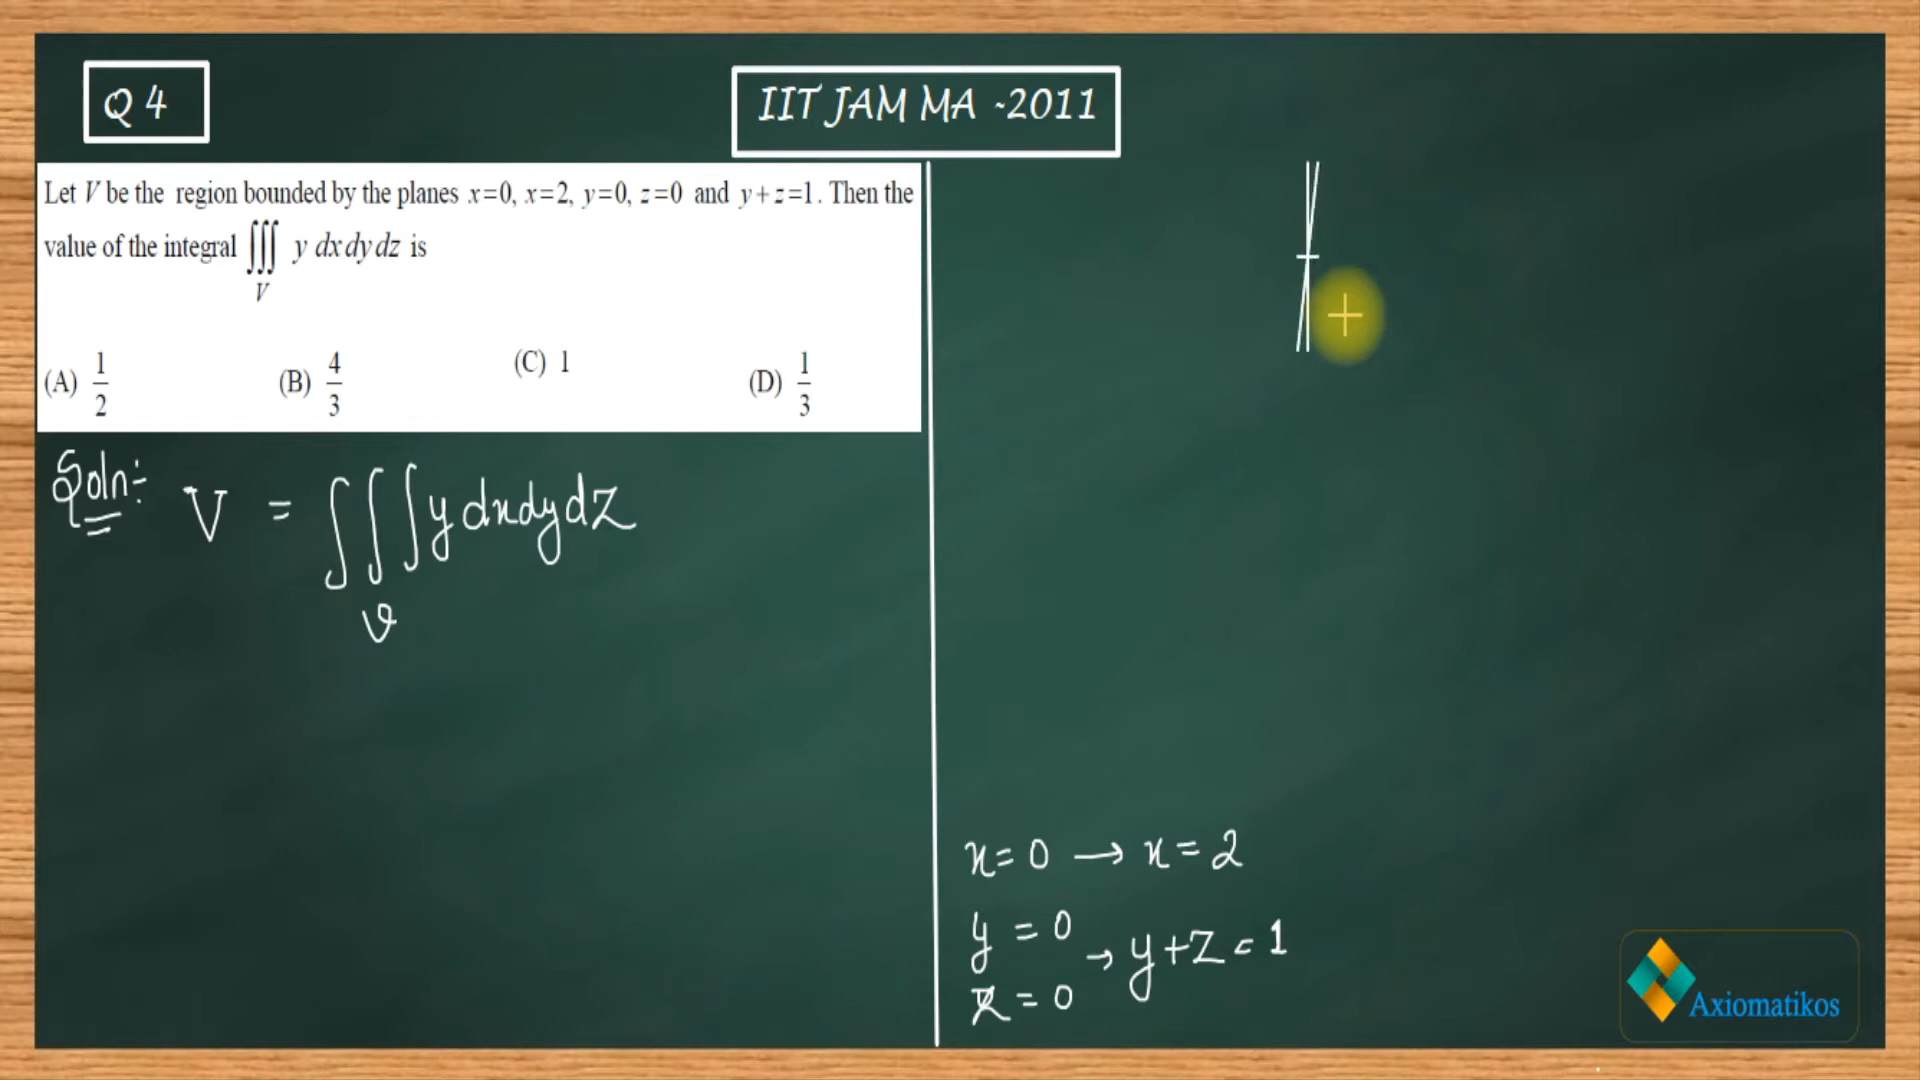 Q 4
IIT JAM MA -2011
Let V be the region bounded by the planes x=0, x=2, y=0, z=0 and y+z=1. Then the
value of the integral ∭ y dx dy dz is
V
(A) 1/2 (B) 4/3 (C) 1 (D) 1/3
Soln:- V = ∭ y dx dy dz
v
x=0 → x=2
y = 0
→ y+z=1
z = 0
Axiomatikos